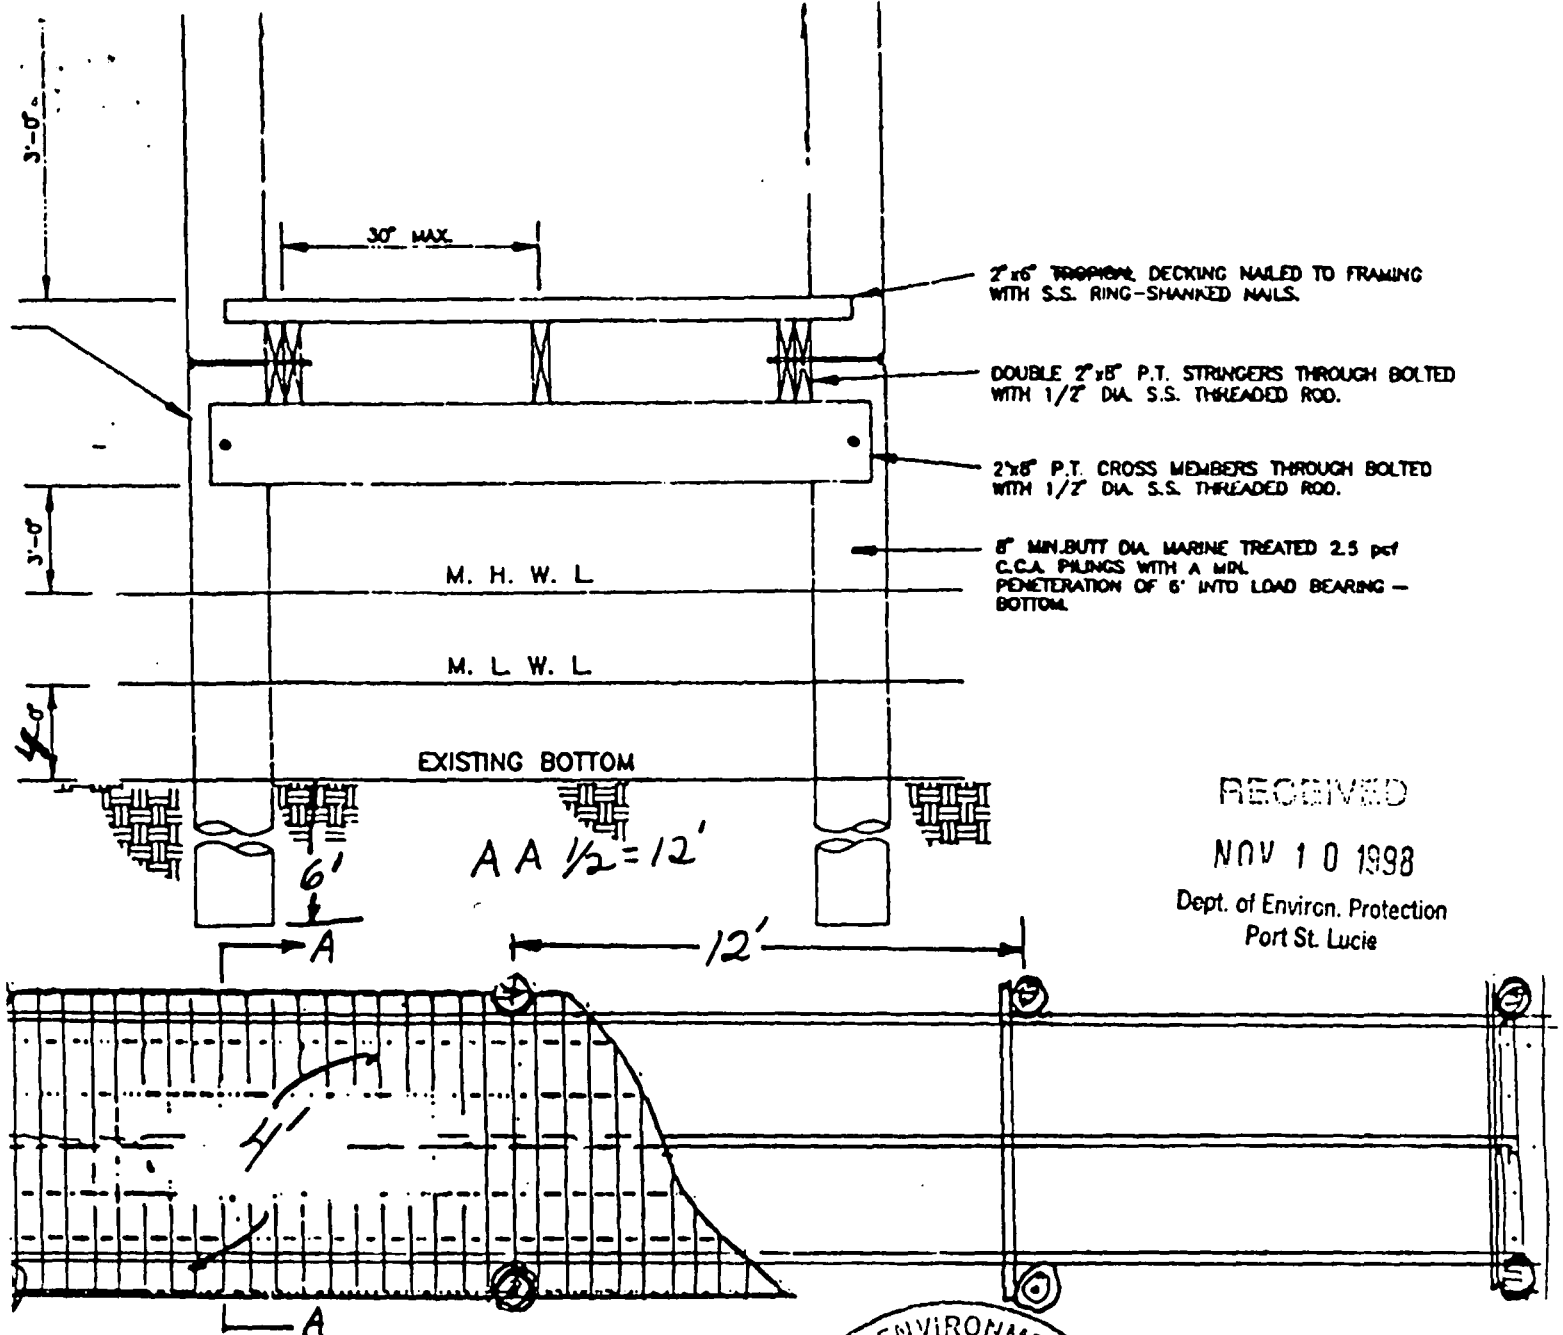 3'-0"
30" MAX.
2"x6" TROPICAL DECKING NAILED TO FRAMING
WITH S.S. RING-SHANKED NAILS.
DOUBLE 2"x8" P.T. STRINGERS THROUGH BOLTED
WITH 1/2" DIA. S.S. THREADED ROD.
2"x8" P.T. CROSS MEMBERS THROUGH BOLTED
WITH 1/2" DIA. S.S. THREADED ROD.
8" MIN.BUTT DIA. MARINE TREATED 2.5 pcf
C.C.A. PILINGS WITH A MIN.
PENETERATION OF 6' INTO LOAD BEARING -
BOTTOM.
3'-0"
M. H. W. L.
M. L. W. L.
EXISTING BOTTOM
6'
A A 1/2 = 12'
RECEIVED
NOV 10 1998
Dept. of Environ. Protection
Port St. Lucie
A
12'
A